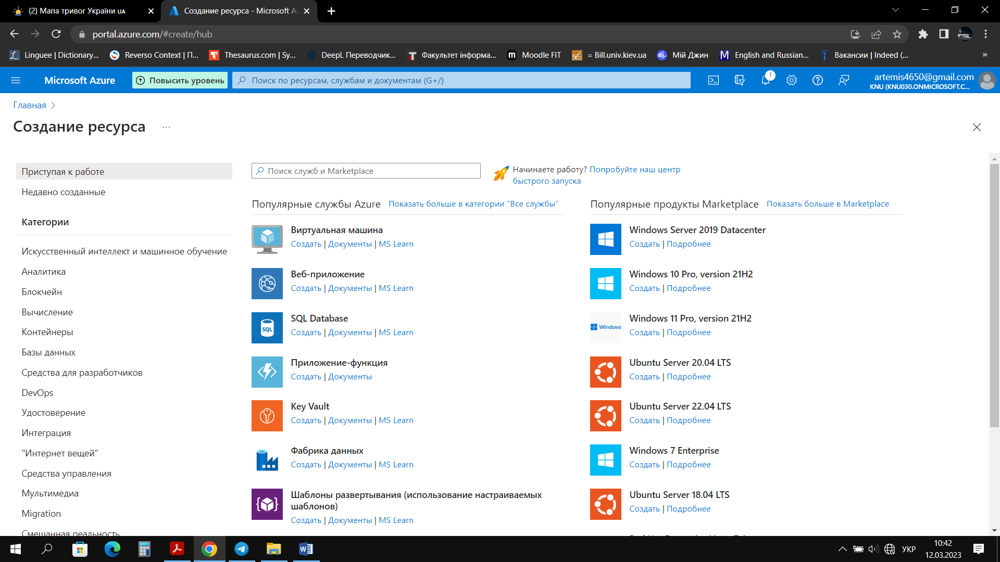 (2) Мапа тривог України UA
Создание ресурса - Microsoft Az
portal.azure.com/#create/hub
Linguee | Dictionary...
Reverso Context | П...
Thesaurus.com | Sy...
DeepL Переводчик...
Факультет інформа...
Moodle FIT
= Bill.univ.kiev.ua
Мій Джин
English and Russian...
Вакансии | Indeed (...
»
Microsoft Azure
Повысить уровень
Поиск по ресурсам, службам и документам (G+/)
1
artemis4650@gmail.com
KNU (KNU030.ONMICROSOFT.C...
Главная
Создание ресурса
...
Приступая к работе
Недавно созданные
Категории
Искусственный интеллект и машинное обучение
Аналитика
Блокчейн
Вычисление
Контейнеры
Базы данных
Средства для разработчиков
DevOps
Удостоверение
Интеграция
"Интернет вещей"
Средства управления
Мультимедиа
Migration
Смешанная реальность
Поиск служб и Marketplace
Начинаете работу? Попробуйте наш центр
быстрого запуска
Популярные службы Azure
Показать больше в категории "Все службы"
Виртуальная машина
Создать | Документы | MS Learn
Веб-приложение
Создать | Документы | MS Learn
SQL
SQL Database
Создать | Документы | MS Learn
Приложение-функция
Создать | Документы
Key Vault
Создать | Документы | MS Learn
Фабрика данных
Создать | Документы | MS Learn
Шаблоны развертывания (использование настраиваемых
шаблонов)
Создать | Документы | MS Learn
Популярные продукты Marketplace
Показать больше в Marketplace
Windows Server 2019 Datacenter
Создать | Подробнее
Windows 10 Pro, version 21H2
Создать | Подробнее
Windows
Windows 11 Pro, version 21H2
Создать | Подробнее
Ubuntu Server 20.04 LTS
Создать | Подробнее
Ubuntu Server 22.04 LTS
Создать | Подробнее
Windows 7 Enterprise
Создать | Подробнее
Ubuntu Server 18.04 LTS
Создать | Подробнее
УКР
10:42
12.03.2023